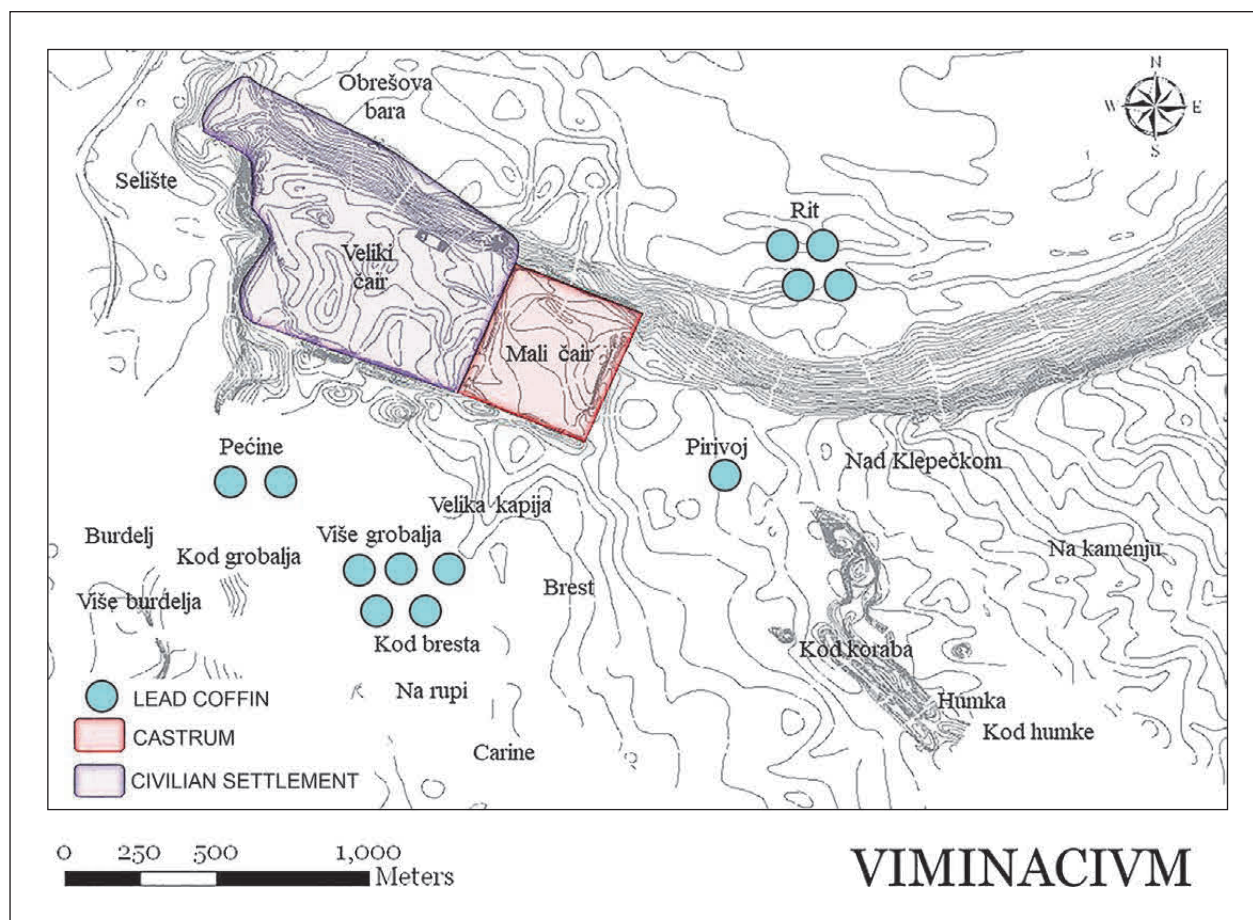 Obrešova
bara
N
W E
S
Selište
Rit
Veliki
čair
Mali čair
Pećine
Pirivoj
Nad Klepečkom
Velika kapija
Burdelj
Kod grobalja
Više grobalja
Na kamenju
Više burdelja
Brest
Kod bresta
Kod koraba
Na rupi
Humka
Kod humke
Carine
LEAD COFFIN
CASTRUM
CIVILIAN SETTLEMENT
0 250 500 1,000
Meters
VIMINACIVM